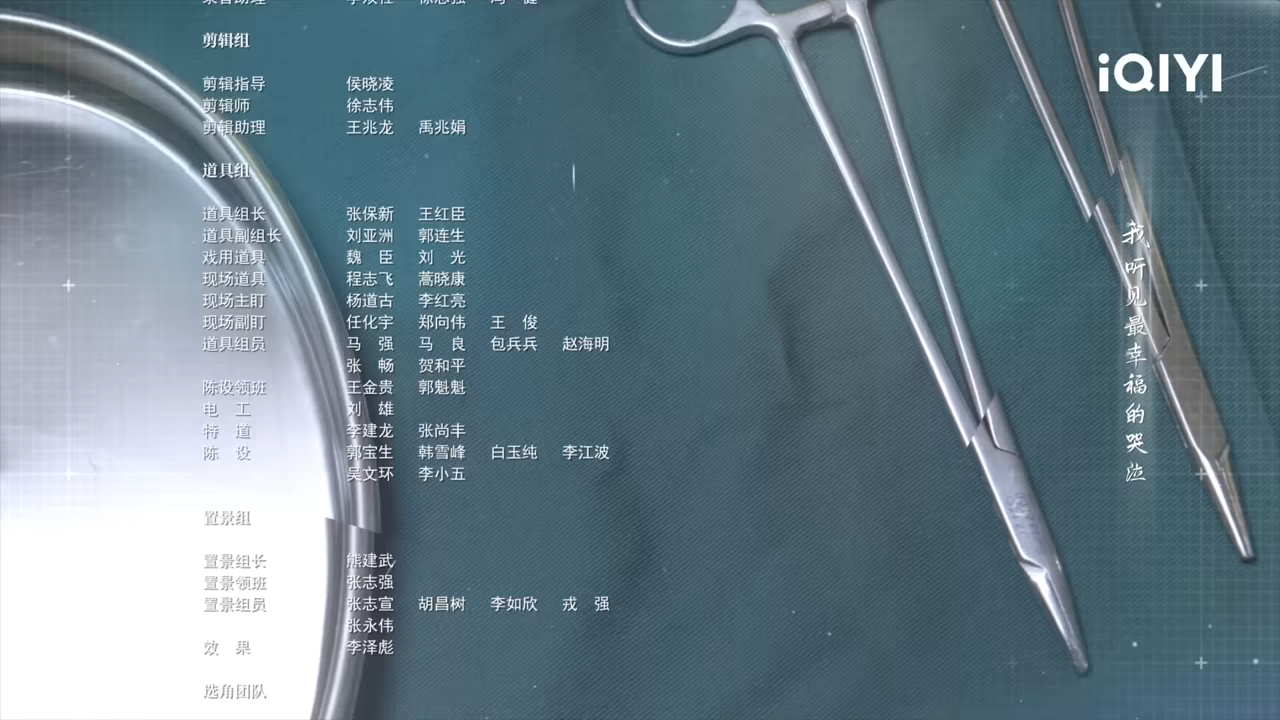 剪辑组
剪辑指导 侯晓凌
剪辑师 徐志伟
剪辑助理 王兆龙 禹兆娟
道具组
道具组长 张保新 王红臣
道具副组长 刘亚洲 郭连生
戏用道具 魏 臣 刘 光
现场道具 程志飞 蒿晓康
现场主盯 杨道古 李红亮
现场副盯 任化宇 郑向伟 王 俊
道具组员 马 强 马 良 包兵兵 赵海明
张 畅 贺和平
陈设领班 王金贵 郭魁魁
电 工 刘 雄
特 道 李建龙 张尚丰
陈 设 郭宝生 韩雪峰 白玉纯 李江波
吴文环 李小五
置景组
置景组长 熊建武
置景领班 张志强
置景组员 张志宣 胡昌树 李如欣 戎 强
张永伟
效 果 李泽彪
选角团队
iQIYI
我听见最幸福的哭泣